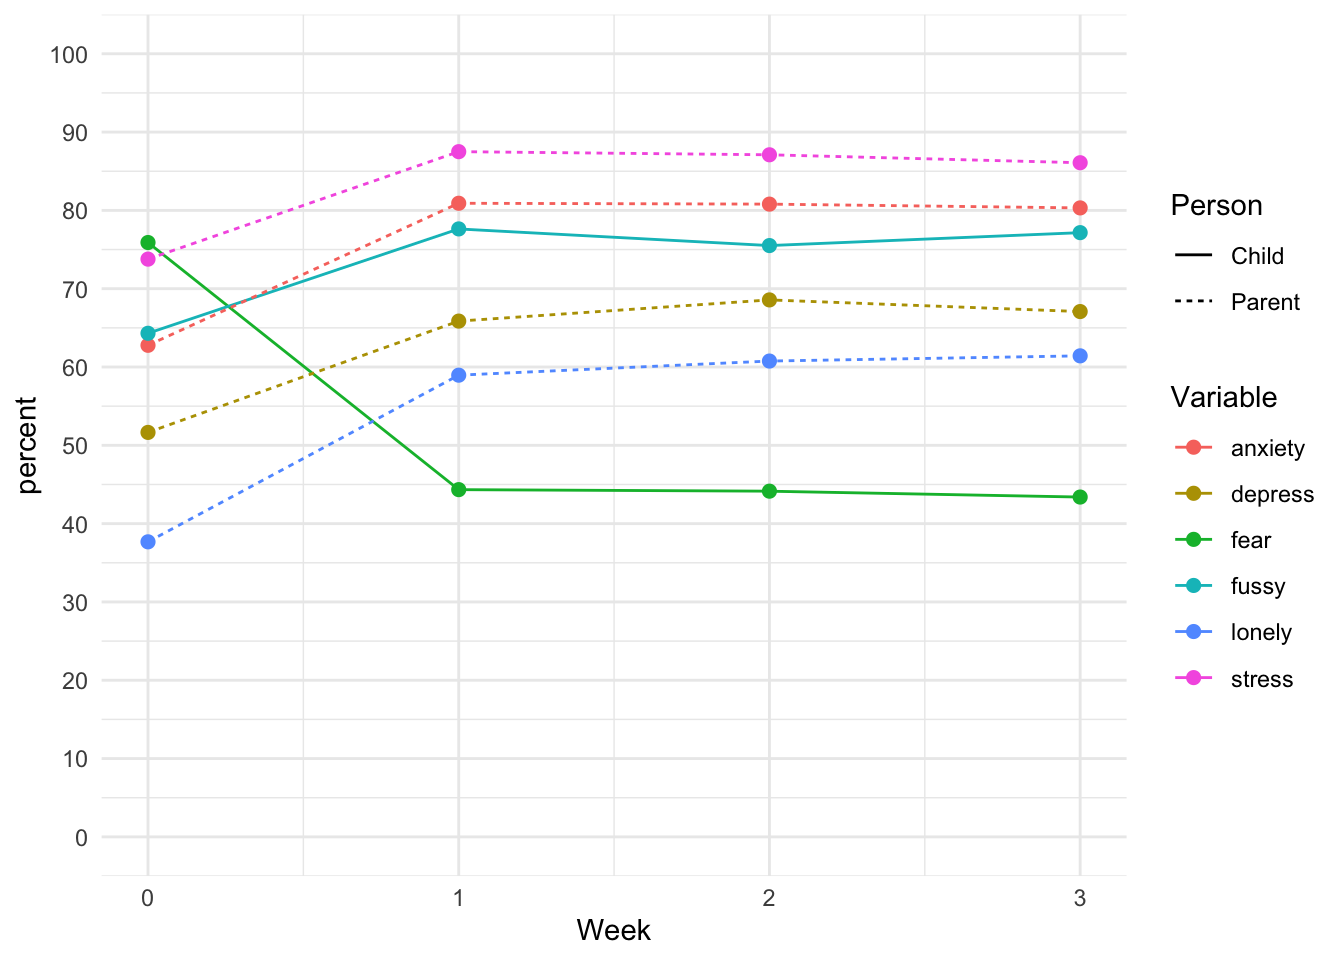 100
90
80
70
60
50
40
30
20
10
0
percent
0 1 2 3
Week
Person
Child
Parent
Variable
anxiety
depress
fear
fussy
lonely
stress